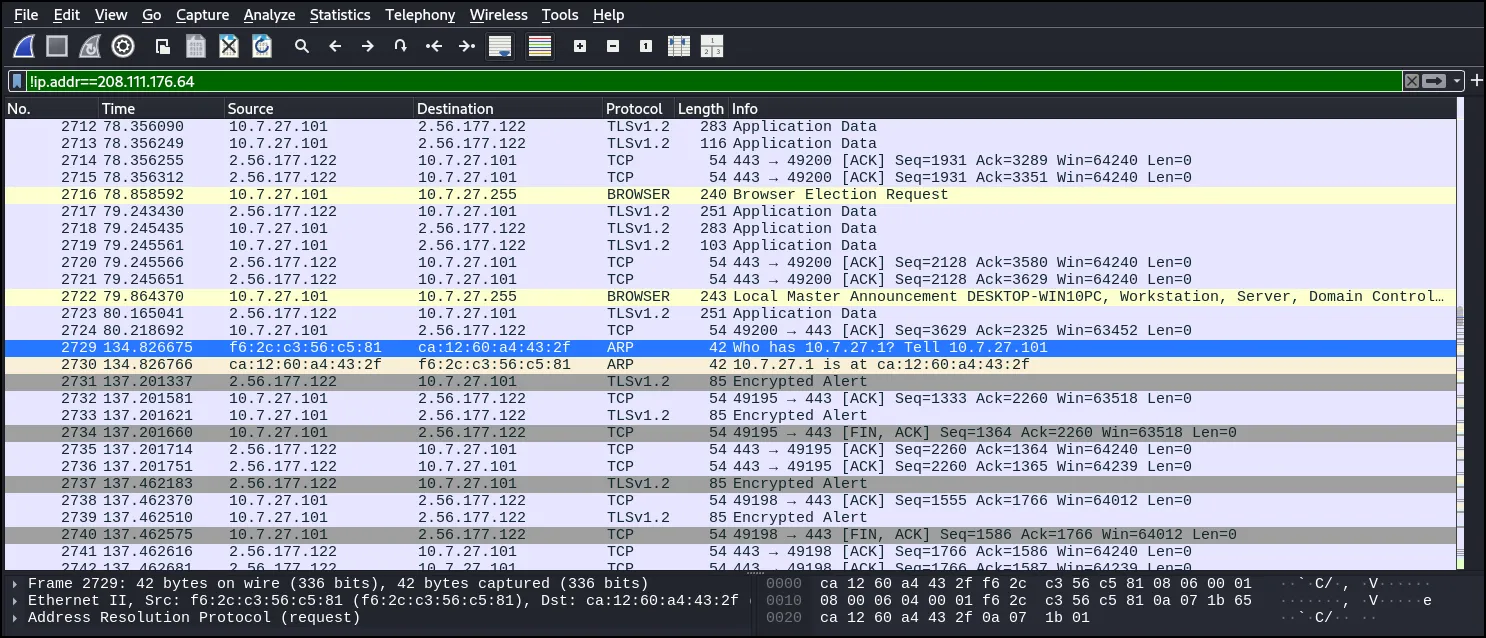 File Edit View Go Capture Analyze Statistics Telephony Wireless Tools Help
!ip.addr==208.111.176.64
No. Time Source Destination Protocol Length Info
2712 78.356090 10.7.27.101 2.56.177.122 TLSv1.2 283 Application Data
2713 78.356249 10.7.27.101 2.56.177.122 TLSv1.2 116 Application Data
2714 78.356255 2.56.177.122 10.7.27.101 TCP 54 443 → 49200 [ACK] Seq=1931 Ack=3289 Win=64240 Len=0
2715 78.356312 2.56.177.122 10.7.27.101 TCP 54 443 → 49200 [ACK] Seq=1931 Ack=3351 Win=64240 Len=0
2716 78.858592 10.7.27.101 10.7.27.255 BROWSER 240 Browser Election Request
2717 79.243430 2.56.177.122 10.7.27.101 TLSv1.2 251 Application Data
2718 79.245435 10.7.27.101 2.56.177.122 TLSv1.2 283 Application Data
2719 79.245561 10.7.27.101 2.56.177.122 TLSv1.2 103 Application Data
2720 79.245566 2.56.177.122 10.7.27.101 TCP 54 443 → 49200 [ACK] Seq=2128 Ack=3580 Win=64240 Len=0
2721 79.245651 2.56.177.122 10.7.27.101 TCP 54 443 → 49200 [ACK] Seq=2128 Ack=3629 Win=64240 Len=0
2722 79.864370 10.7.27.101 10.7.27.255 BROWSER 243 Local Master Announcement DESKTOP-WIN10PC, Workstation, Server, Domain Control…
2723 80.165041 2.56.177.122 10.7.27.101 TLSv1.2 251 Application Data
2724 80.218692 10.7.27.101 2.56.177.122 TCP 54 49200 → 443 [ACK] Seq=3629 Ack=2325 Win=63452 Len=0
2729 134.826675 f6:2c:c3:56:c5:81 ca:12:60:a4:43:2f ARP 42 Who has 10.7.27.1? Tell 10.7.27.101
2730 134.826766 ca:12:60:a4:43:2f f6:2c:c3:56:c5:81 ARP 42 10.7.27.1 is at ca:12:60:a4:43:2f
2731 137.201337 2.56.177.122 10.7.27.101 TLSv1.2 85 Encrypted Alert
2732 137.201581 10.7.27.101 2.56.177.122 TCP 54 49195 → 443 [ACK] Seq=1333 Ack=2260 Win=63518 Len=0
2733 137.201621 10.7.27.101 2.56.177.122 TLSv1.2 85 Encrypted Alert
2734 137.201660 10.7.27.101 2.56.177.122 TCP 54 49195 → 443 [FIN, ACK] Seq=1364 Ack=2260 Win=63518 Len=0
2735 137.201714 2.56.177.122 10.7.27.101 TCP 54 443 → 49195 [ACK] Seq=2260 Ack=1364 Win=64240 Len=0
2736 137.201751 2.56.177.122 10.7.27.101 TCP 54 443 → 49195 [ACK] Seq=2260 Ack=1365 Win=64239 Len=0
2737 137.462183 2.56.177.122 10.7.27.101 TLSv1.2 85 Encrypted Alert
2738 137.462370 10.7.27.101 2.56.177.122 TCP 54 49198 → 443 [ACK] Seq=1555 Ack=1766 Win=64012 Len=0
2739 137.462510 10.7.27.101 2.56.177.122 TLSv1.2 85 Encrypted Alert
2740 137.462575 10.7.27.101 2.56.177.122 TCP 54 49198 → 443 [FIN, ACK] Seq=1586 Ack=1766 Win=64012 Len=0
2741 137.462616 2.56.177.122 10.7.27.101 TCP 54 443 → 49198 [ACK] Seq=1766 Ack=1586 Win=64240 Len=0
2742 137.462681 2.56.177.122 10.7.27.101 TCP 54 443 → 49198 [ACK] Seq=1766 Ack=1587 Win=64239 Len=0
Frame 2729: 42 bytes on wire (336 bits), 42 bytes captured (336 bits)
Ethernet II, Src: f6:2c:c3:56:c5:81 (f6:2c:c3:56:c5:81), Dst: ca:12:60:a4:43:2f
Address Resolution Protocol (request)
0000 ca 12 60 a4 43 2f f6 2c c3 56 c5 81 08 06 00 01 ··`·C/·, ·V······
0010 08 00 06 04 00 01 f6 2c c3 56 c5 81 0a 07 1b 65 ·······, ·V·····e
0020 ca 12 60 a4 43 2f 0a 07 1b 01 ··`·C/·· ··